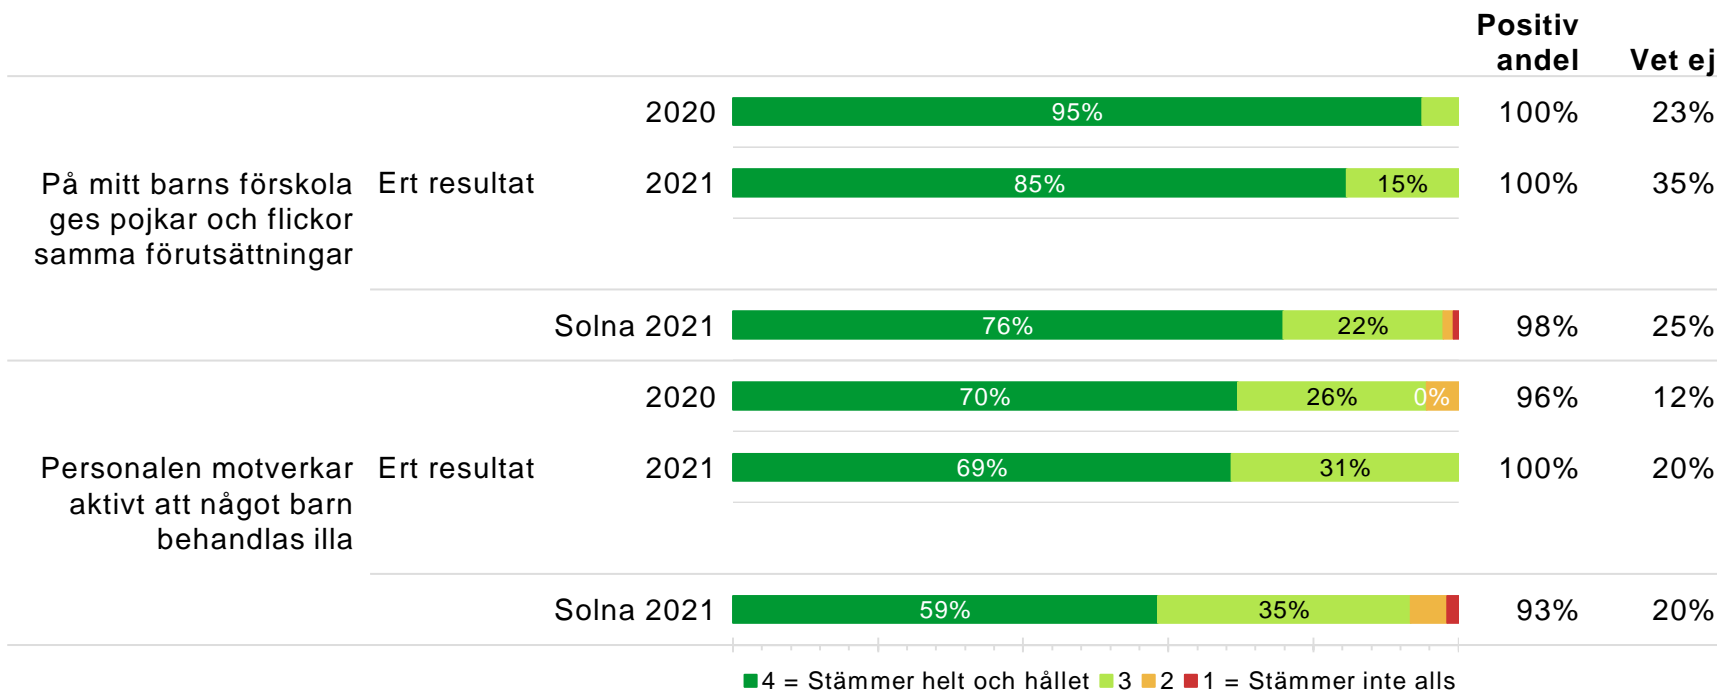 Positiv
andel Vet ej
2020 95% 100% 23%
På mitt barns förskola
ges pojkar och flickor
samma förutsättningar
Ert resultat 2021 85% 15% 100% 35%
Solna 2021 76% 22% 98% 25%
2020 70% 26% 0% 96% 12%
Personalen motverkar
aktivt att något barn
behandlas illa
Ert resultat 2021 69% 31% 100% 20%
Solna 2021 59% 35% 93% 20%
4 = Stämmer helt och hållet 3 2 1 = Stämmer inte alls